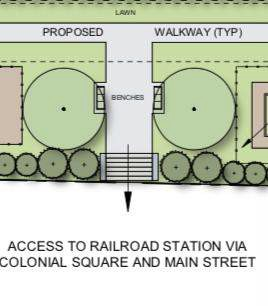 LAWN
PROPOSED WALKWAY (TYP)
BENCHES
ACCESS TO RAILROAD STATION VIA
COLONIAL SQUARE AND MAIN STREET